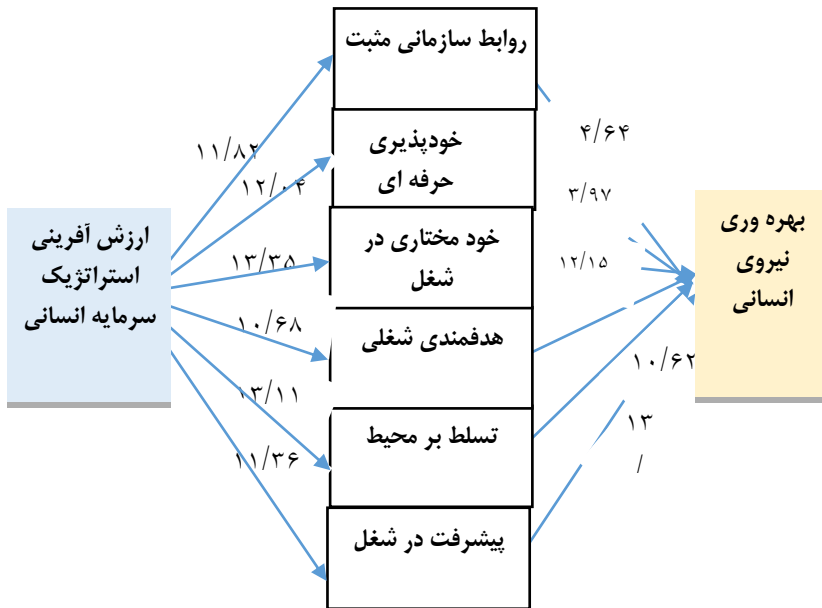 روابط سازمانی مثبت
۴/۶۴
خودپذیری
حرفه ای
۱۱/۸۲
۱۲/۰۴
۳/۹۷
ارزش آفرینی
استراتژیک
سرمایه انسانی
بهره وری
نیروی
انسانی
خود مختاری در
شغل
۱۳/۳۵
۱۲/۱۵
هدفمندی شغلی
۱۰/۶۸
۱۰/۶۲
۱۳/۱۱
تسلط بر محیط
۱۳
/
۱۱/۳۶
پیشرفت در شغل